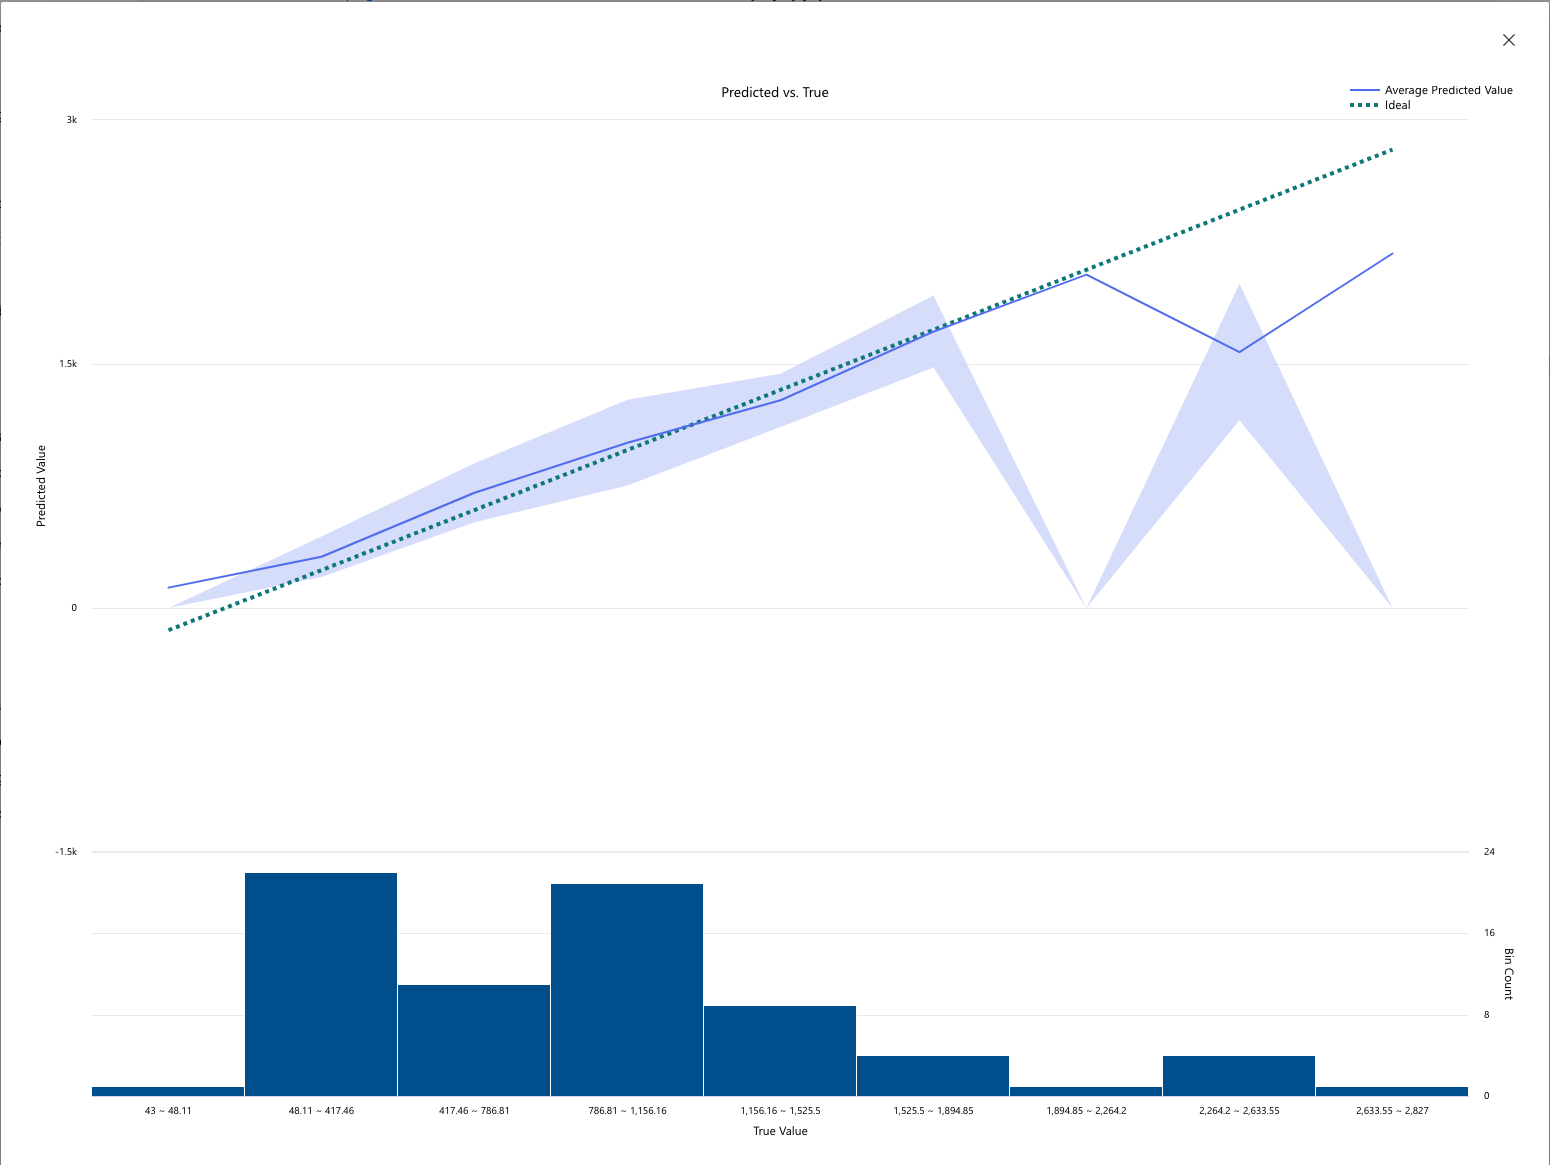 Predicted vs. True
Average Predicted Value
Ideal
3k
1.5k
0
-1.5k
Predicted Value
24
16
8
0
Bin Count
43 ~ 48.11
48.11 ~ 417.46
417.46 ~ 786.81
786.81 ~ 1,156.16
1,156.16 ~ 1,525.5
1,525.5 ~ 1,894.85
1,894.85 ~ 2,264.2
2,264.2 ~ 2,633.55
2,633.55 ~ 2,827
True Value